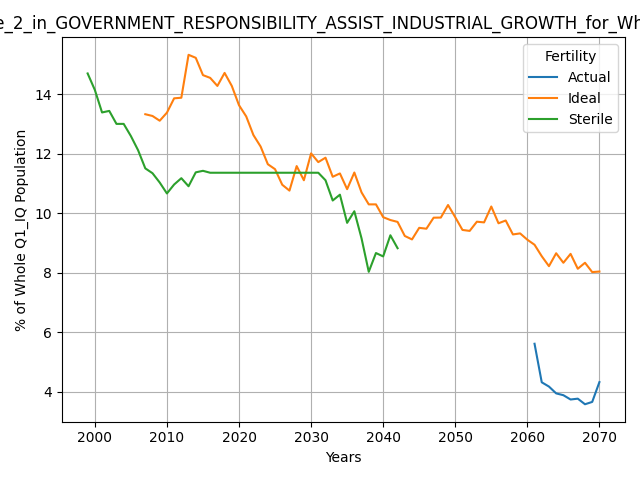 e_2_in_GOVERNMENT_RESPONSIBILITY_ASSIST_INDUSTRIAL_GROWTH_for_Wh
Fertility
Actual
Ideal
Sterile
% of Whole Q1_IQ Population
14
12
10
8
6
4
2000 2010 2020 2030 2040 2050 2060 2070
Years